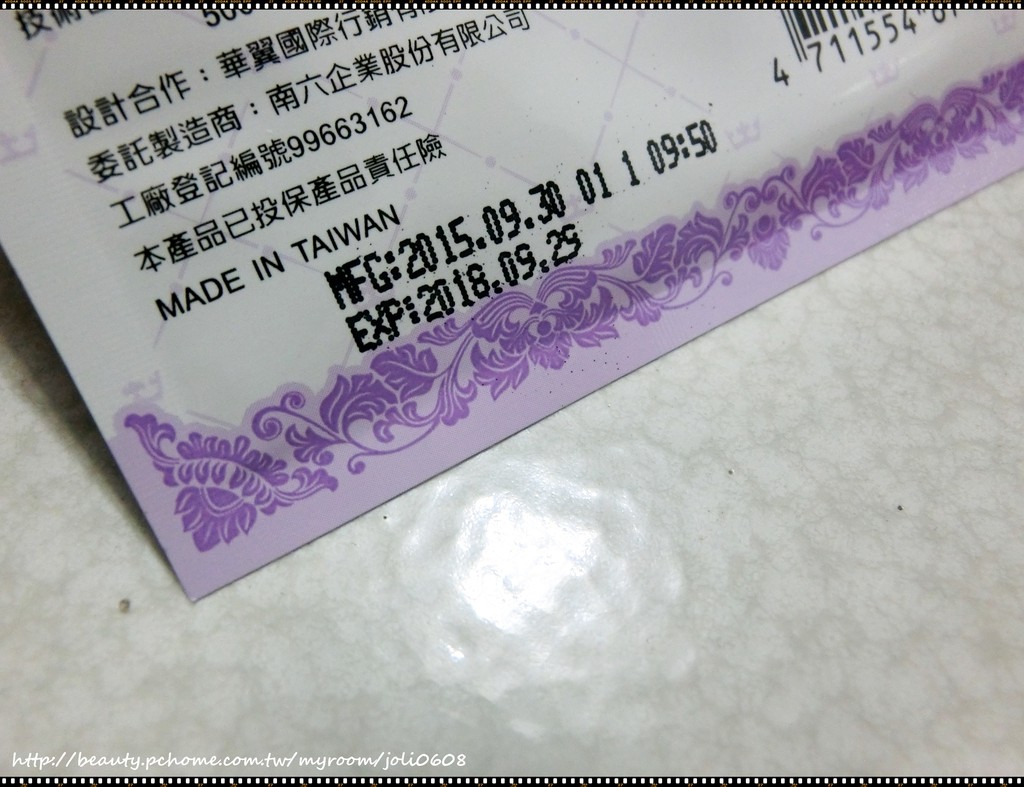 設計合作：華翼國際行銷有
委託製造商：南六企業股份有限公司
工廠登記編號99663162
本產品已投保產品責任險
MADE IN TAIWAN
MFG:2015.09.30 01 1 09:50
EXP:2018.09.29
4 711554
http://beauty.pchome.com.tw/myroom/joli0608